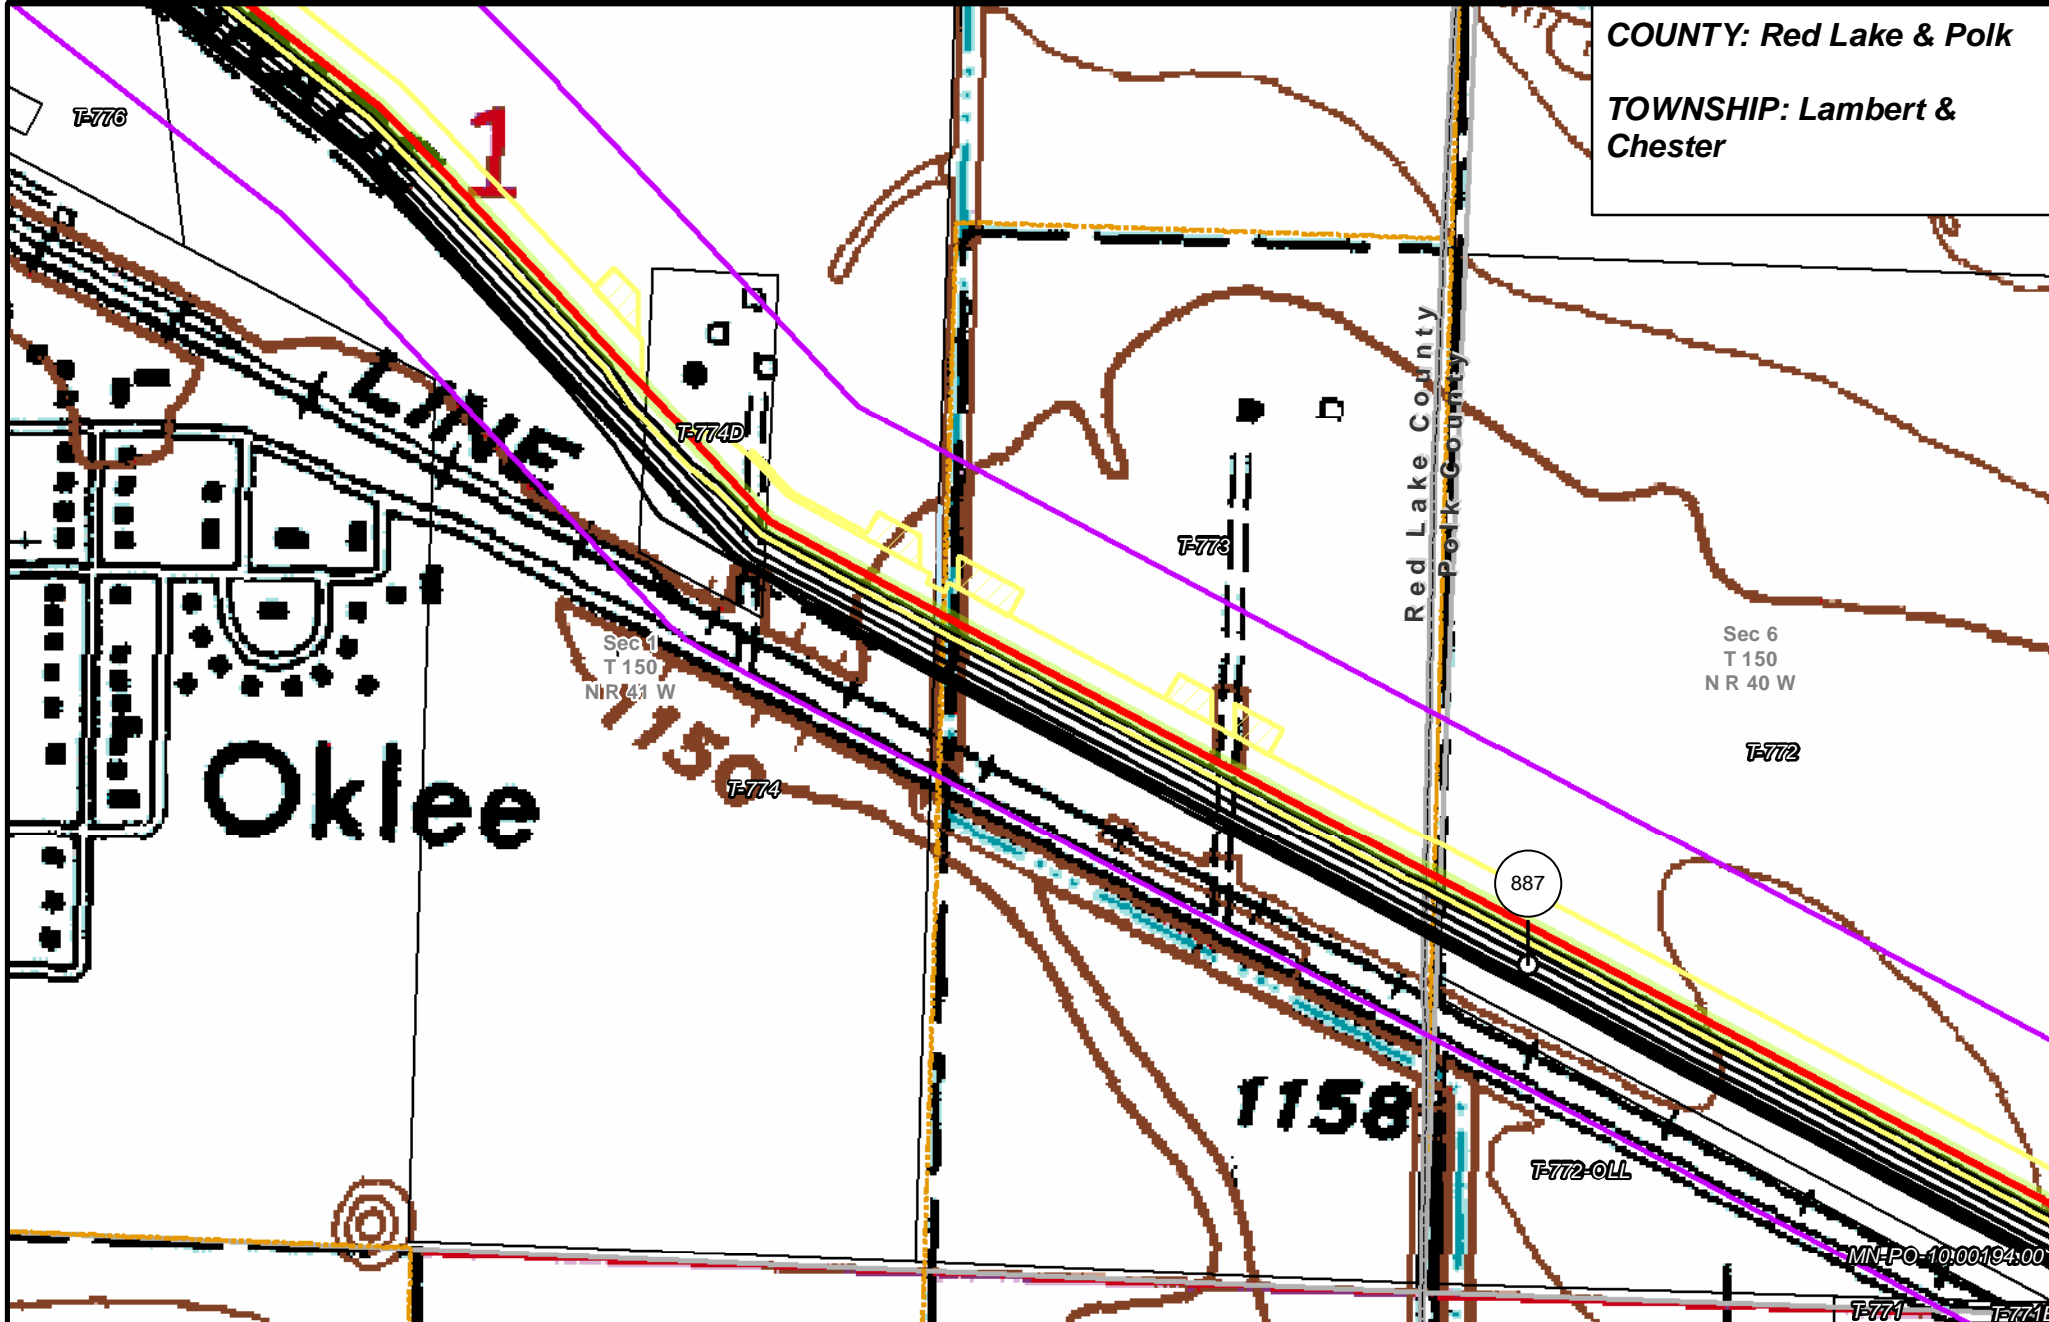 COUNTY: Red Lake & Polk
TOWNSHIP: Lambert &
Chester
T-776
1
LINE
T-774D
T-773
Red Lake County
Polk County
Sec 1
T 150
N R 41 W
Sec 6
T 150
N R 40 W
1150
T-774
T-772
Oklee
887
1158
T-772-OLL
MN-PO-10.00194.00
T-771